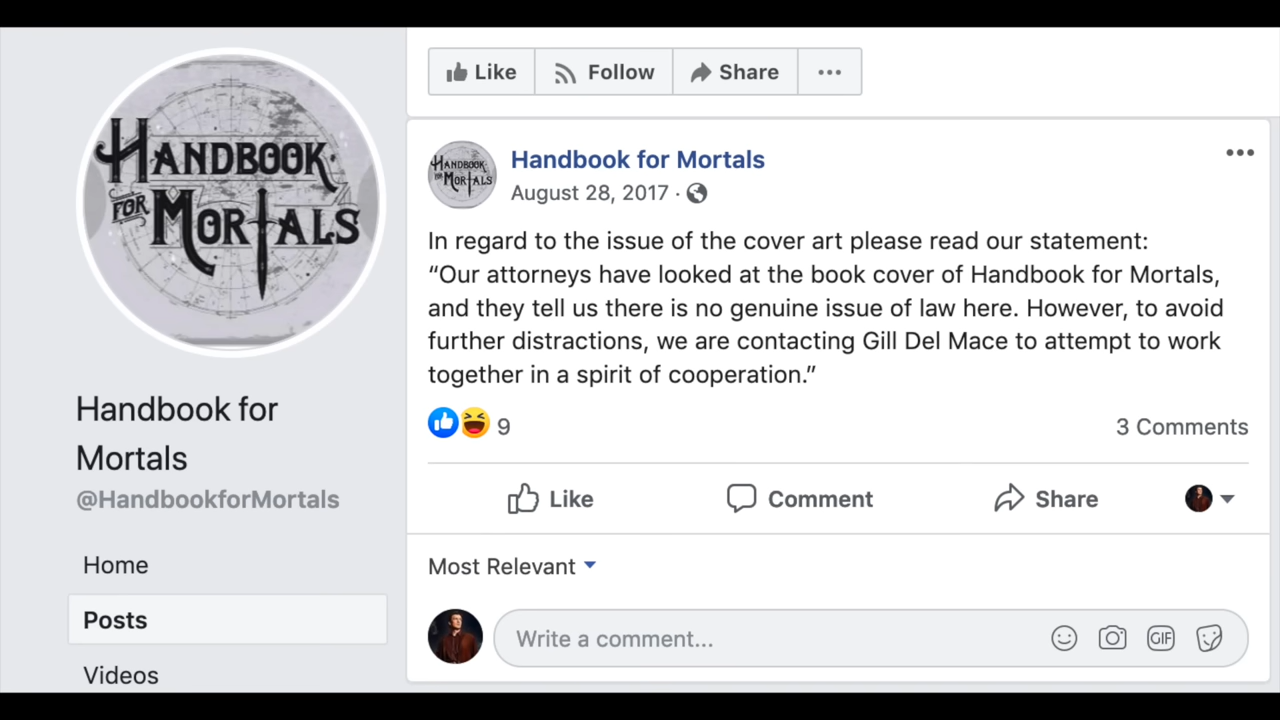 HANDBOOK
FOR MORTALS
Handbook for
Mortals
@HandbookforMortals
Home
Posts
Videos
Like
Follow
Share
HANDBOOK
FOR MORTALS
Handbook for Mortals
August 28, 2017 ·
In regard to the issue of the cover art please read our statement:
“Our attorneys have looked at the book cover of Handbook for Mortals,
and they tell us there is no genuine issue of law here. However, to avoid
further distractions, we are contacting Gill Del Mace to attempt to work
together in a spirit of cooperation.”
9
3 Comments
Like
Comment
Share
Most Relevant
Write a comment...
GIF